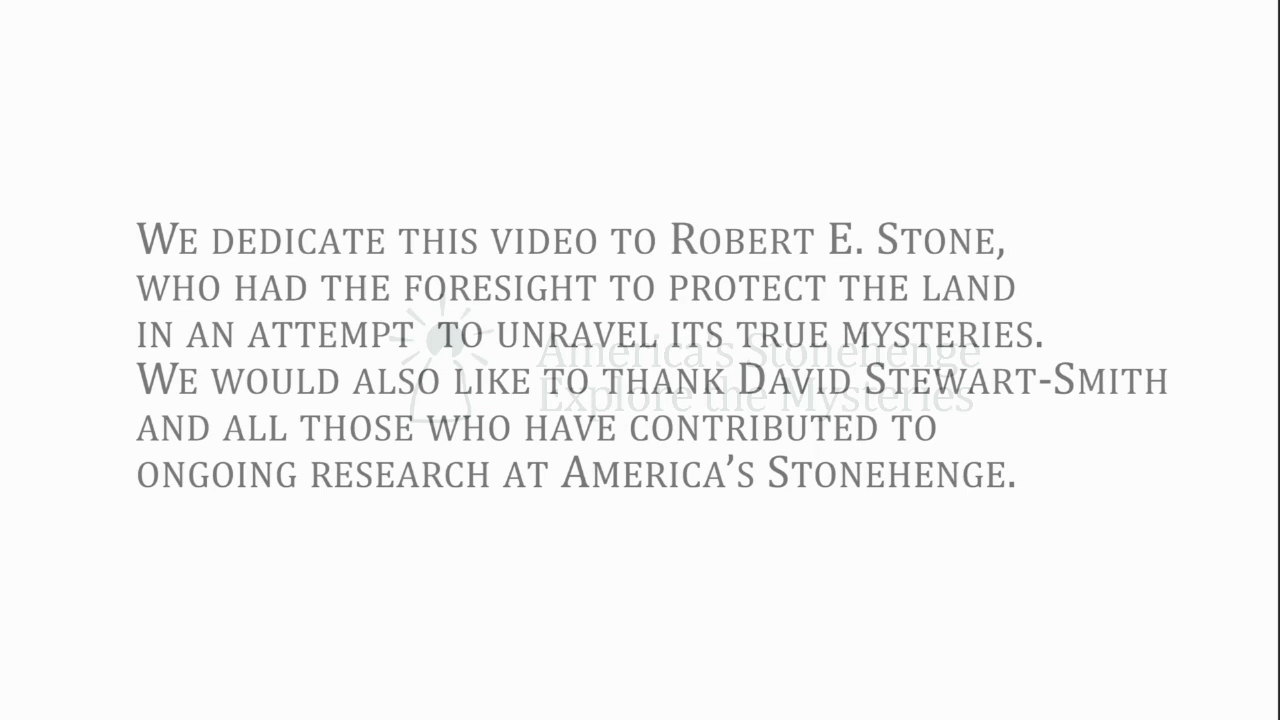 We dedicate this video to Robert E. Stone,
who had the foresight to protect the land
in an attempt  to unravel its true mysteries.
We would also like to thank David Stewart-Smith
and all those who have contributed to
ongoing research at America’s Stonehenge.
America's Stonehenge
Explore the Mysteries